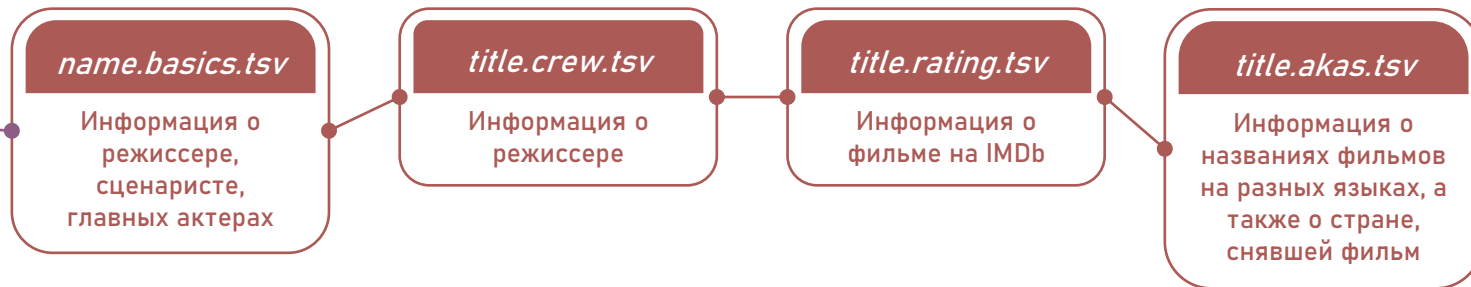 name.basics.tsv
Информация о
режиссере,
сценаристе,
главных актерах
title.crew.tsv
Информация о
режиссере
title.rating.tsv
Информация о
фильме на IMDb
title.akas.tsv
Информация о
названиях фильмов
на разных языках, а
также о стране,
снявшей фильм